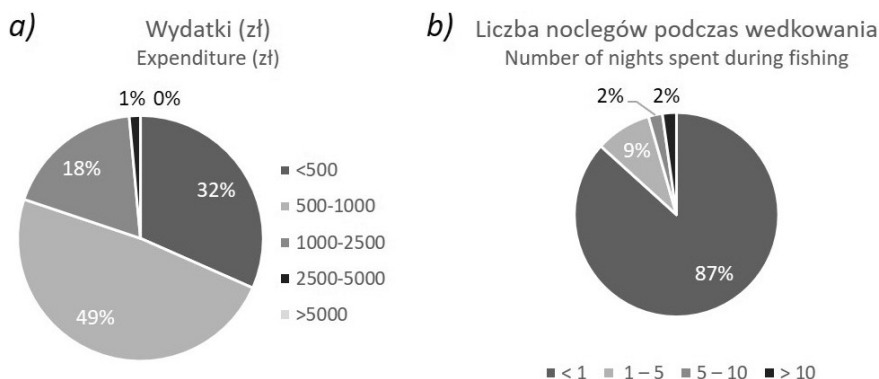 a) Wydatki (zł)
Expenditure (zł)
1% 0%
18%
32%
49%
<500
500-1000
1000-2500
2500-5000
>5000
b) Liczba noclegów podczas wedkowania
Number of nights spent during fishing
2% 2%
9%
87%
< 1 1 – 5 5 – 10 > 10